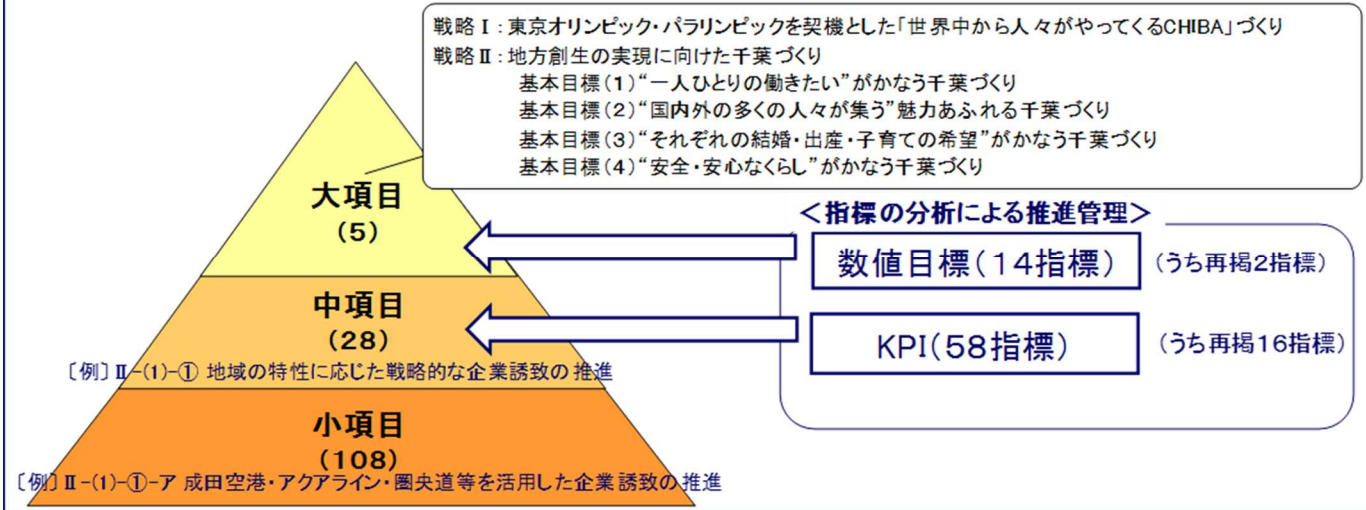 戦略Ⅰ:東京オリンピック・パラリンピックを契機とした「世界中から人々がやってくるCHIBA」づくり
戦略Ⅱ:地方創生の実現に向けた千葉づくり
基本目標(1)“一人ひとりの働きたい”がかなう千葉づくり
基本目標(2)“国内外の多くの人々が集う”魅力あふれる千葉づくり
基本目標(3)“それぞれの結婚・出産・子育ての希望”がかなう千葉づくり
基本目標(4)“安全・安心なくらし”がかなう千葉づくり
大項目
(5)
<指標の分析による推進管理>
数値目標(14指標)
(うち再掲2指標)
中項目
(28)
KPI(58指標)
(うち再掲16指標)
〔例〕Ⅱ-(1)-① 地域の特性に応じた戦略的な企業誘致の推進
小項目
(108)
〔例〕Ⅱ-(1)-①-ア 成田空港・アクアライン・圏央道等を活用した企業誘致の推進